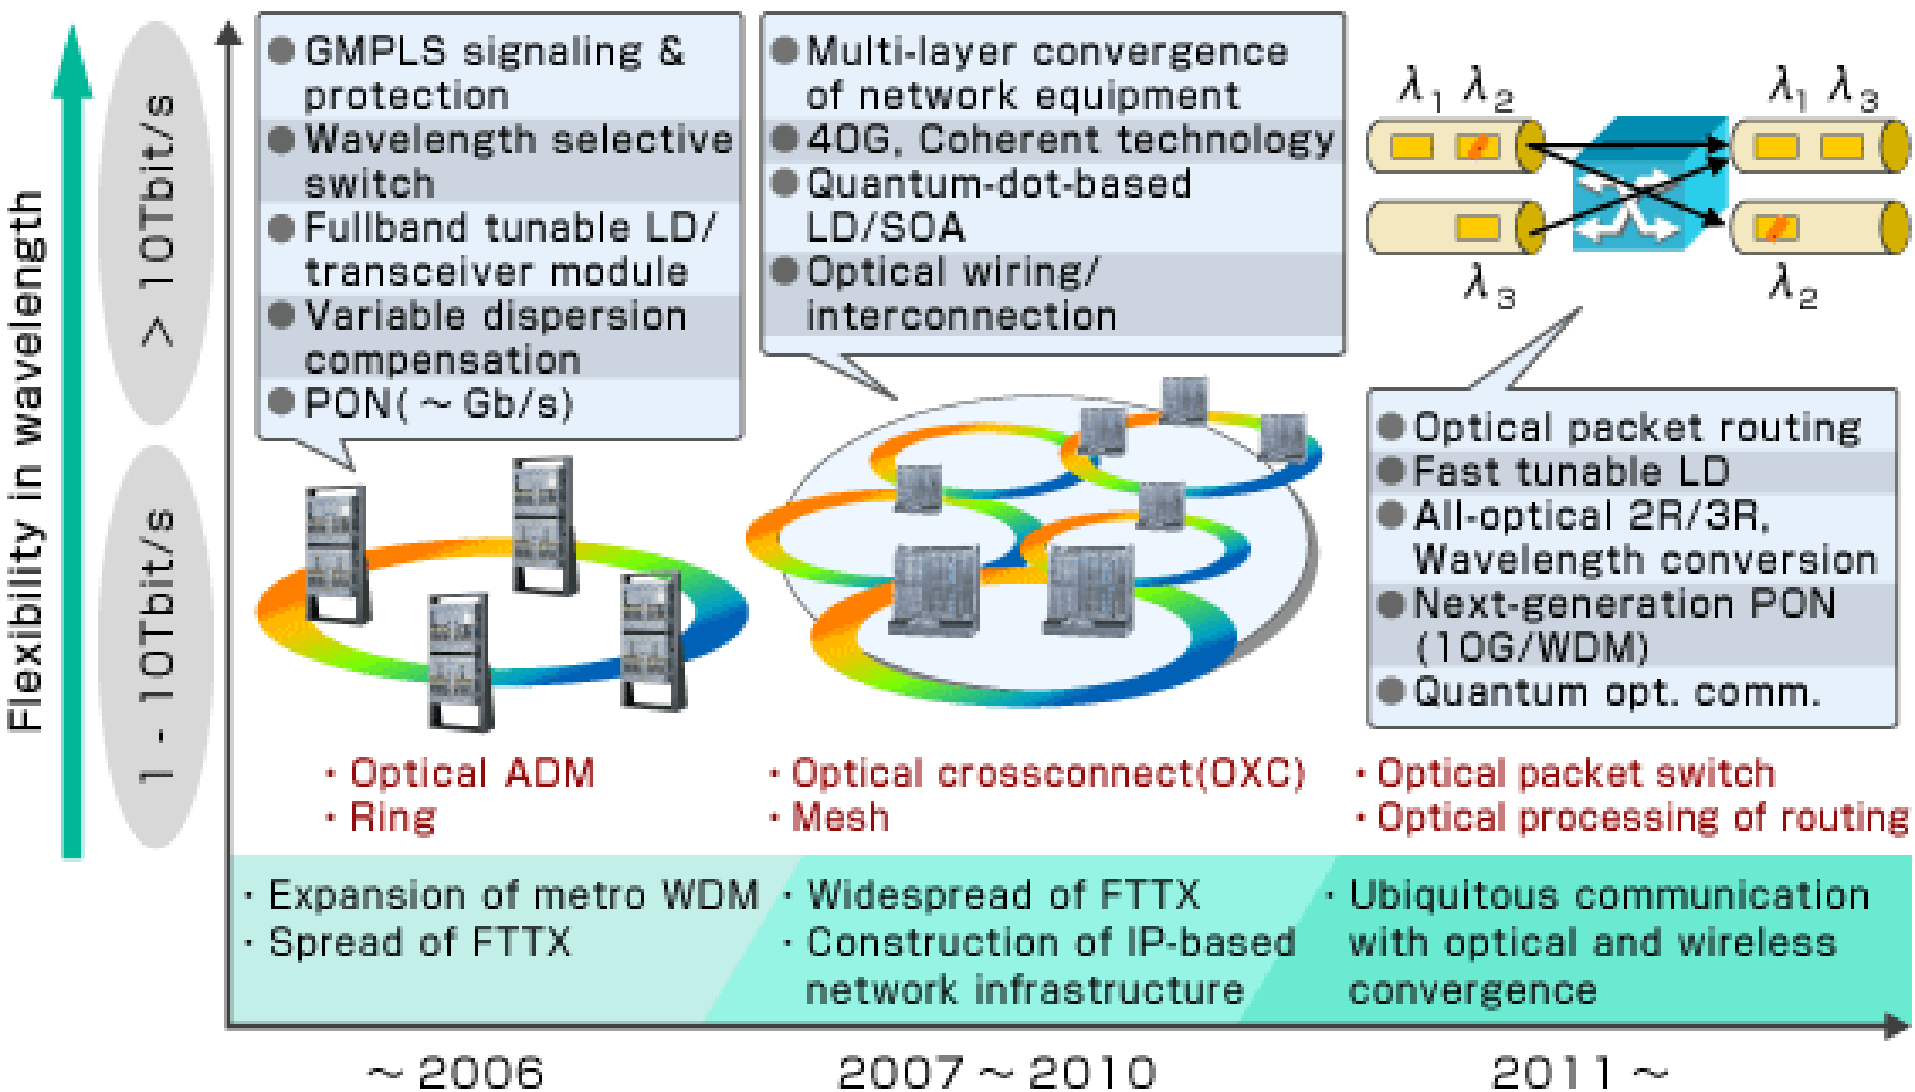 Flexibility in wavelength
> 10Tbit/s
1 - 10Tbit/s
● GMPLS signaling &
protection
● Wavelength selective
switch
● Fullband tunable LD/
transceiver module
● Variable dispersion
compensation
● PON(~Gb/s)
● Multi-layer convergence
of network equipment
● 40G, Coherent technology
● Quantum-dot-based
LD/SOA
● Optical wiring/
interconnection
λ1 λ2
λ1 λ3
λ3
λ2
● Optical packet routing
● Fast tunable LD
● All-optical 2R/3R,
Wavelength conversion
● Next-generation PON
(10G/WDM)
● Quantum opt. comm.
・Optical ADM
・Ring
・Optical crossconnect(OXC)
・Mesh
・Optical packet switch
・Optical processing of routing
・Expansion of metro WDM
・Spread of FTTX
・Widespread of FTTX
・Construction of IP-based
network infrastructure
・Ubiquitous communication
with optical and wireless
convergence
~2006
2007~2010
2011~